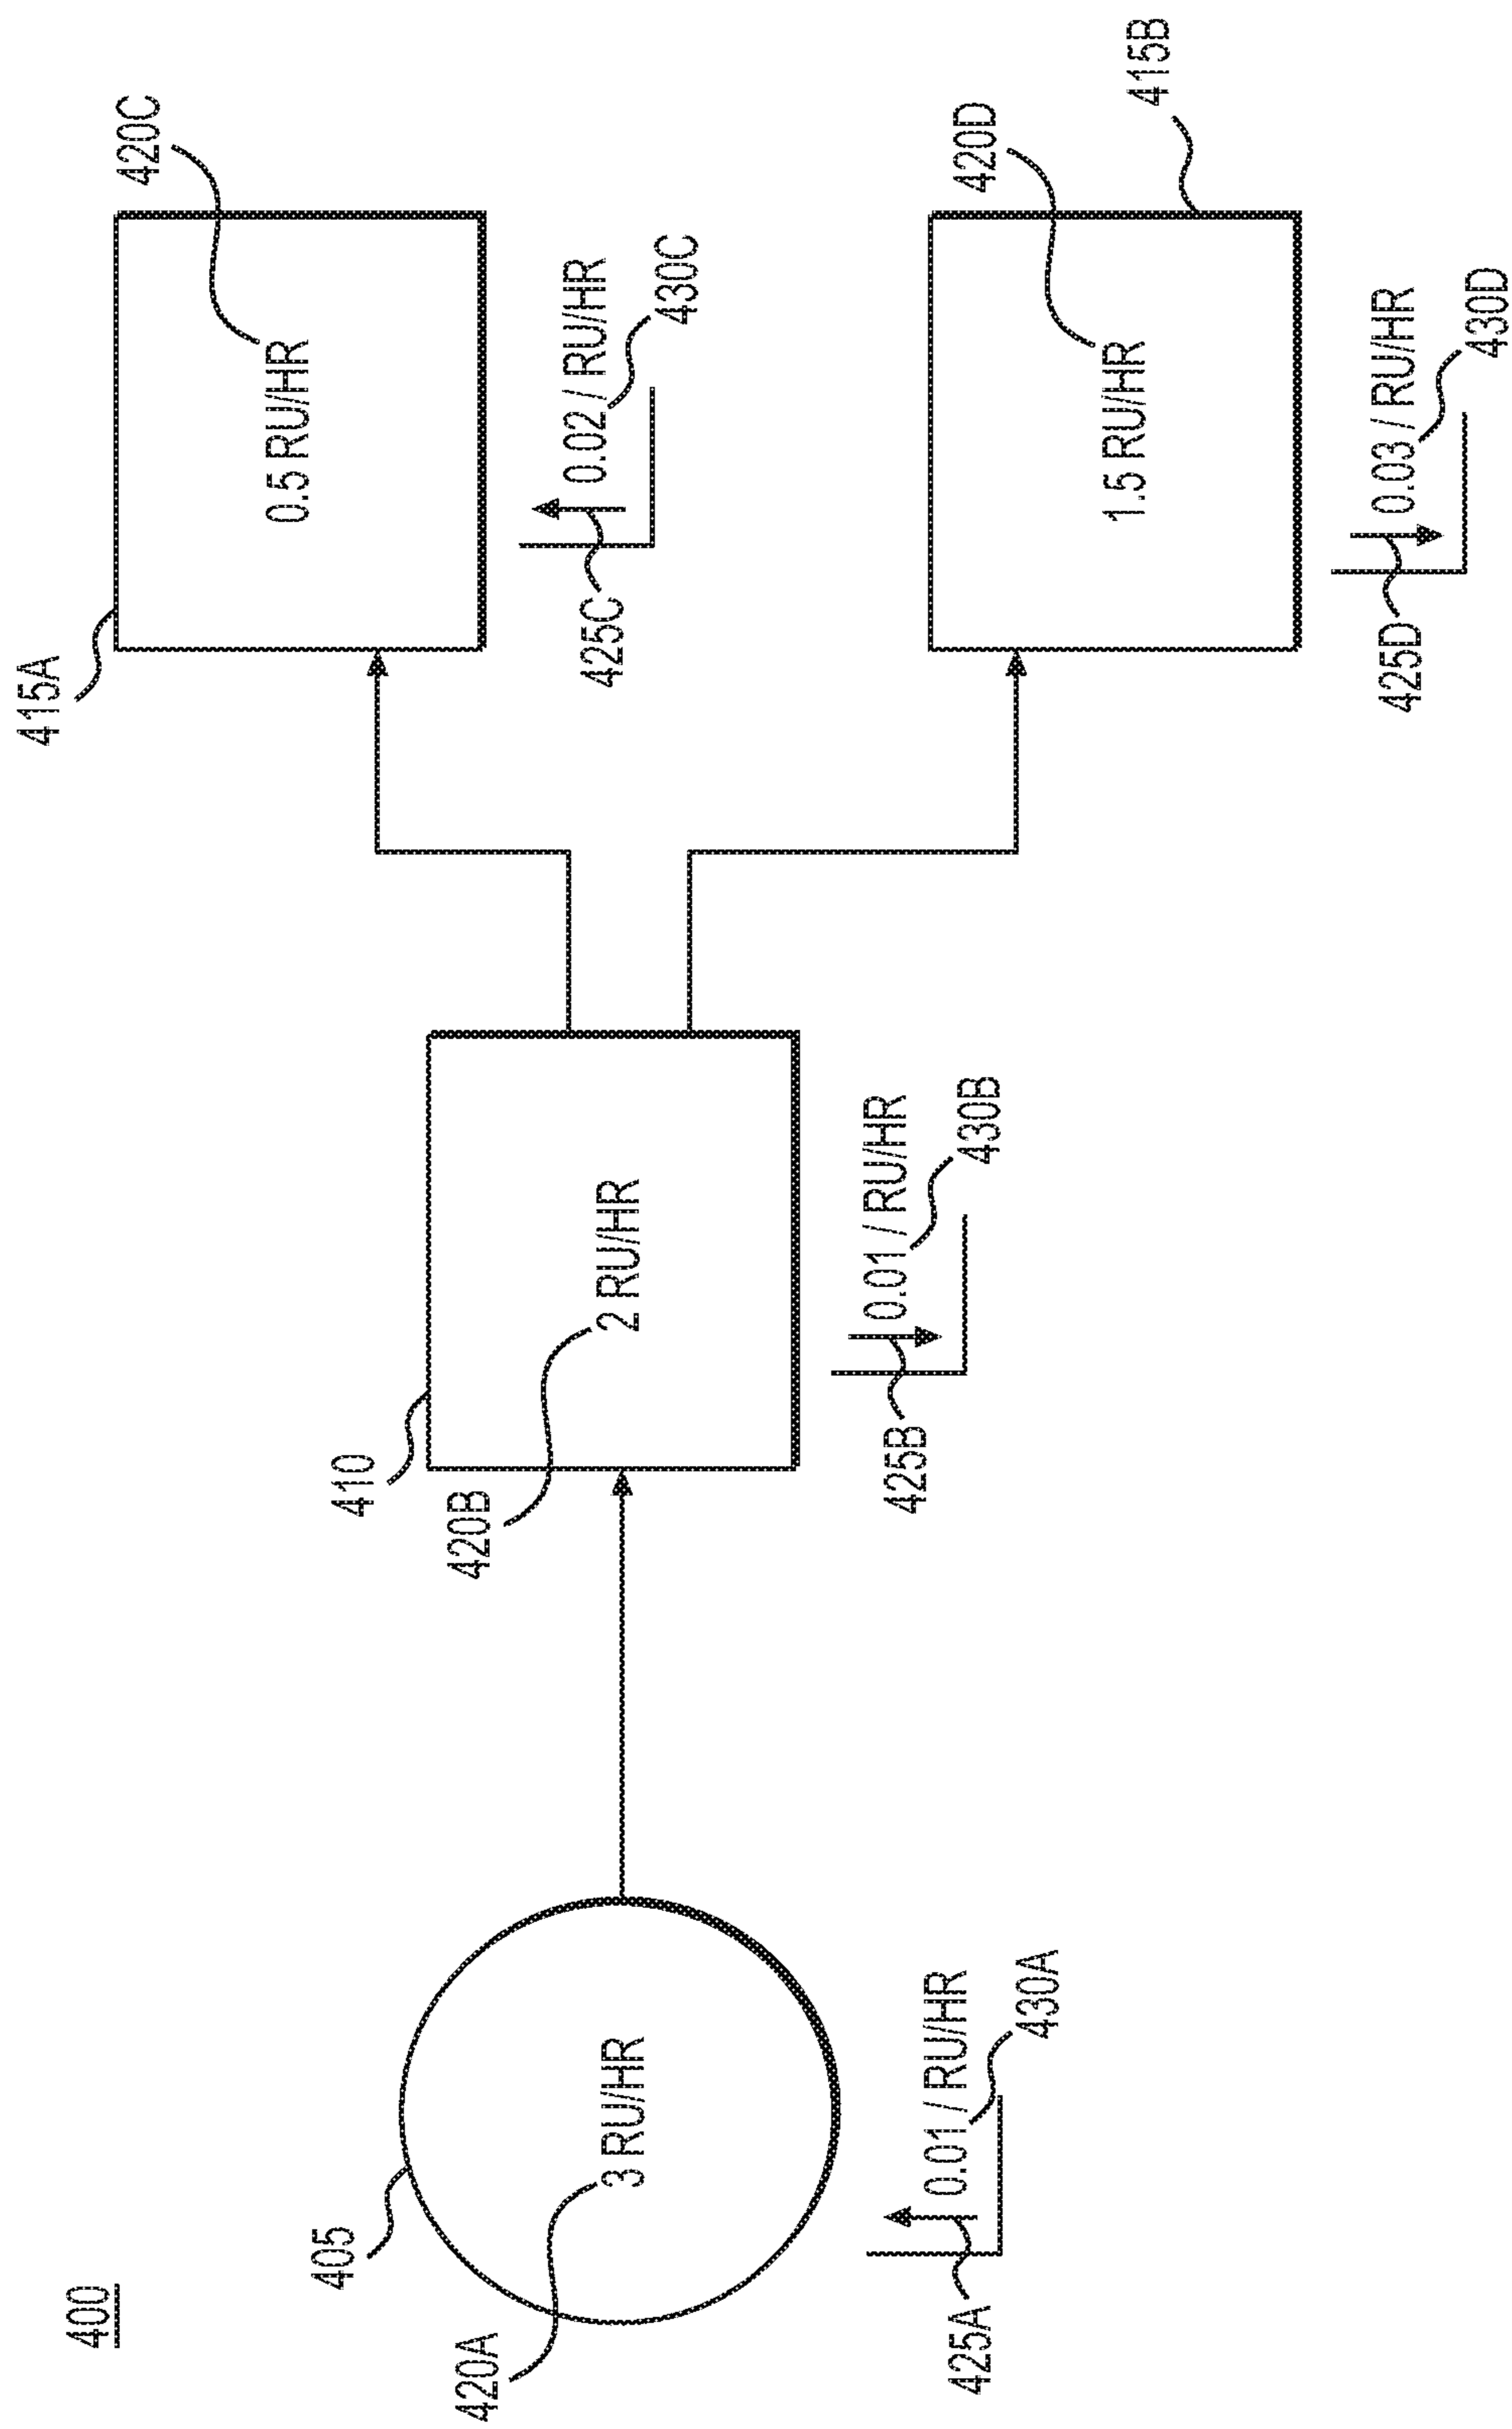 400
405
420A
3 RU/HR
425A
0.01 / RU/HR
430A
410
420B
2 RU/HR
425B
0.01 / RU/HR
430B
415A
420C
0.5 RU/HR
425C
0.02 / RU/HR
430C
420D
1.5 RU/HR
415B
425D
0.03 / RU/HR
430D